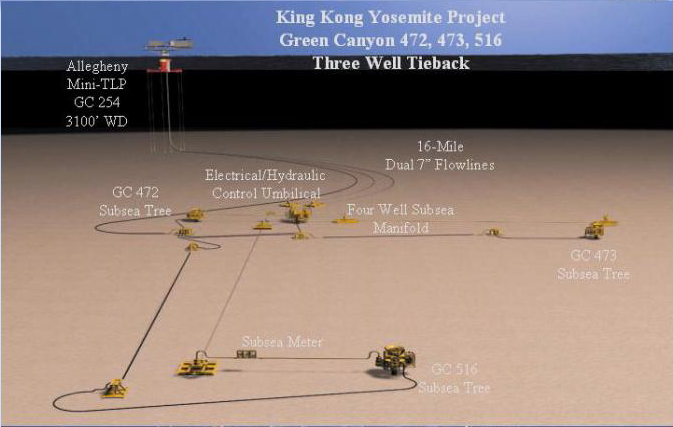 King Kong Yosemite Project
Green Canyon 472, 473, 516
Three Well Tieback
Allegheny
Mini-TLP
GC 254
3100' WD
16-Mile
Dual 7" Flowlines
Electrical/Hydraulic
Control Umbilical
GC 472
Subsea Tree
Four Well Subsea
Manifold
GC 473
Subsea Tree
Subsea Meter
GC 516
Subsea Tree